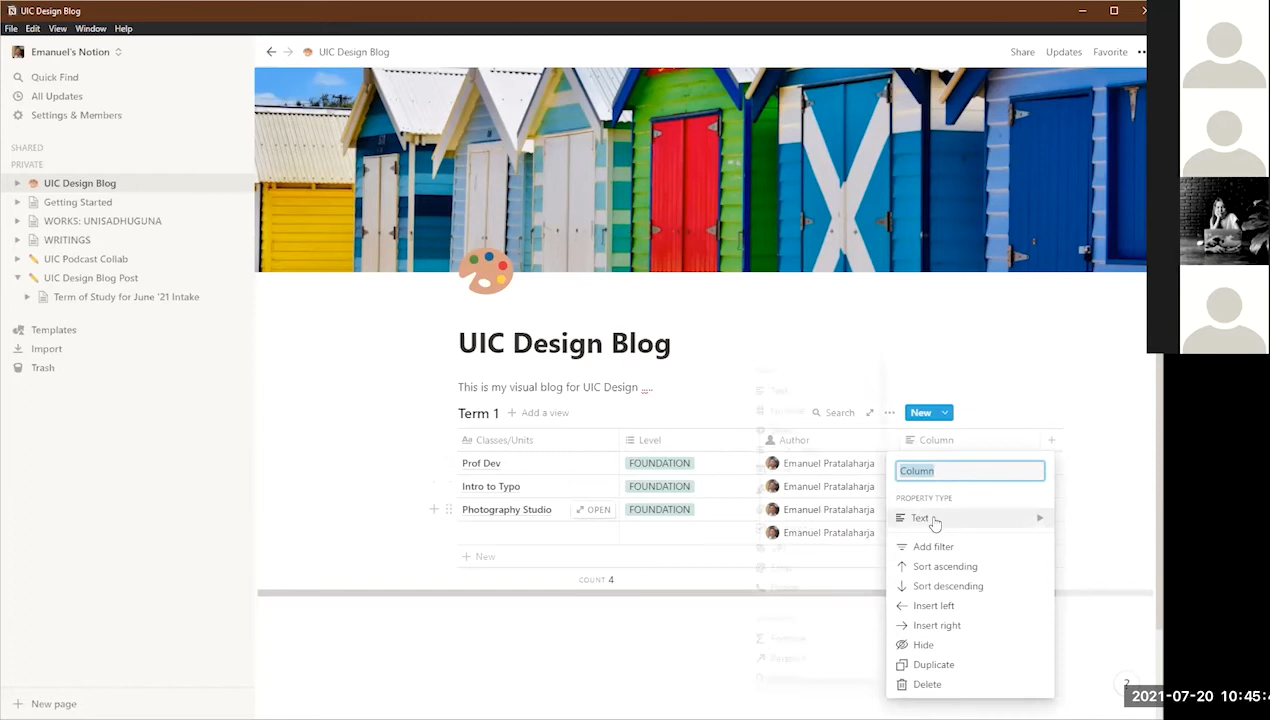 UIC Design Blog
File Edit View Window Help
Emanuel's Notion
UIC Design Blog
Share Updates Favorite
Quick Find
All Updates
Settings & Members
SHARED
PRIVATE
UIC Design Blog
Getting Started
WORKS: UNISADHUGUNA
WRITINGS
UIC Podcast Collab
UIC Design Blog Post
Term of Study for June '21 Intake
Templates
Import
Trash
New page
UIC Design Blog
This is my visual blog for UIC Design .....
Term 1 + Add a view Search New
Classes/Units Level Author Column
Prof Dev FOUNDATION Emanuel Pratalaharja
Intro to Typo FOUNDATION Emanuel Pratalaharja
Photography Studio OPEN FOUNDATION Emanuel Pratalaharja
Emanuel Pratalaharja
+ New
COUNT 4
Column
PROPERTY TYPE
Text
Add filter
Sort ascending
Sort descending
Insert left
Insert right
Hide
Duplicate
Delete
?
2021-07-20 10:45:4